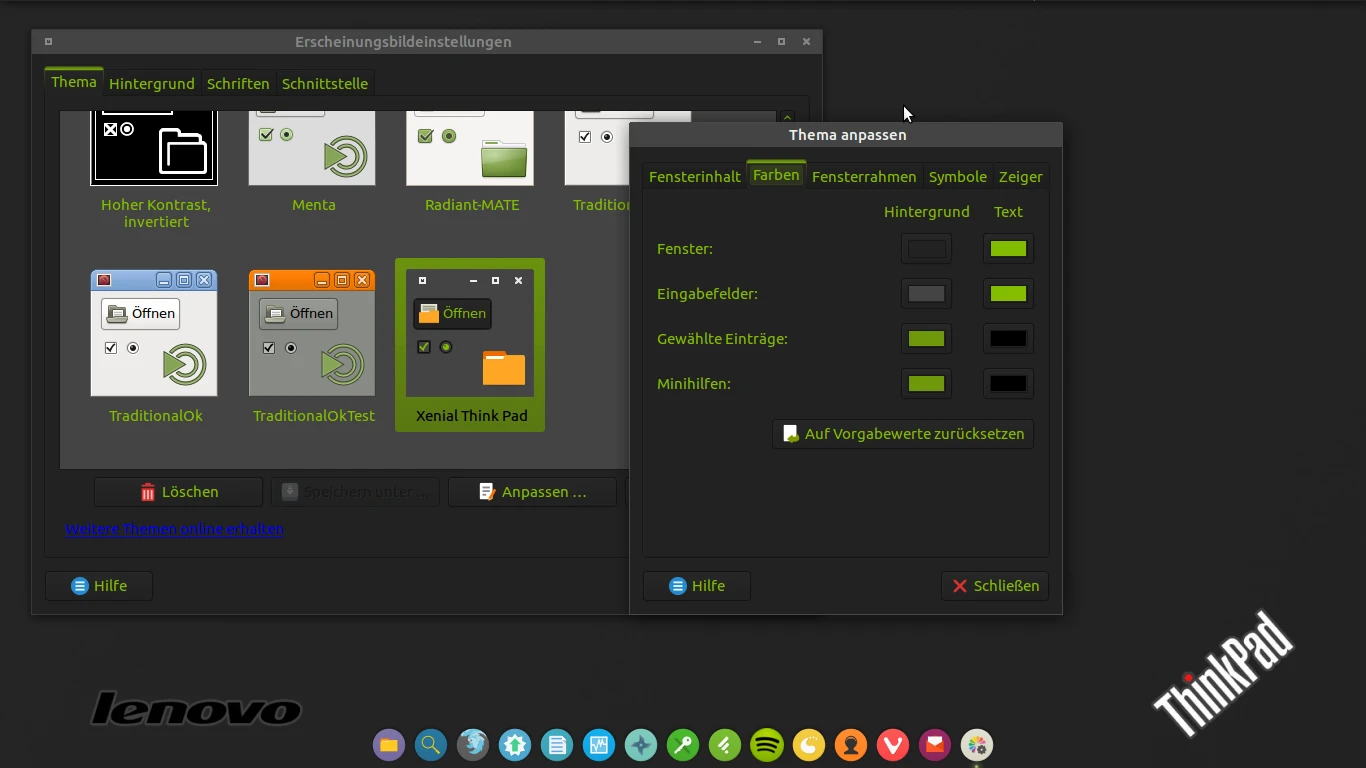 Erscheinungsbildeinstellungen
Thema Hintergrund Schriften Schnittstelle
Hoher Kontrast,
invertiert
Menta
Radiant-MATE
Öffnen
TraditionalOk
Öffnen
TraditionalOkTest
Öffnen
Xenial Think Pad
Löschen
Speichern unter ...
Anpassen ...
Weitere Themen online erhalten
Hilfe
Thema anpassen
Fensterinhalt Farben Fensterrahmen Symbole Zeiger
Hintergrund Text
Fenster:
Eingabefelder:
Gewählte Einträge:
Minihilfen:
Auf Vorgabewerte zurücksetzen
Hilfe
Schließen
lenovo
ThinkPad